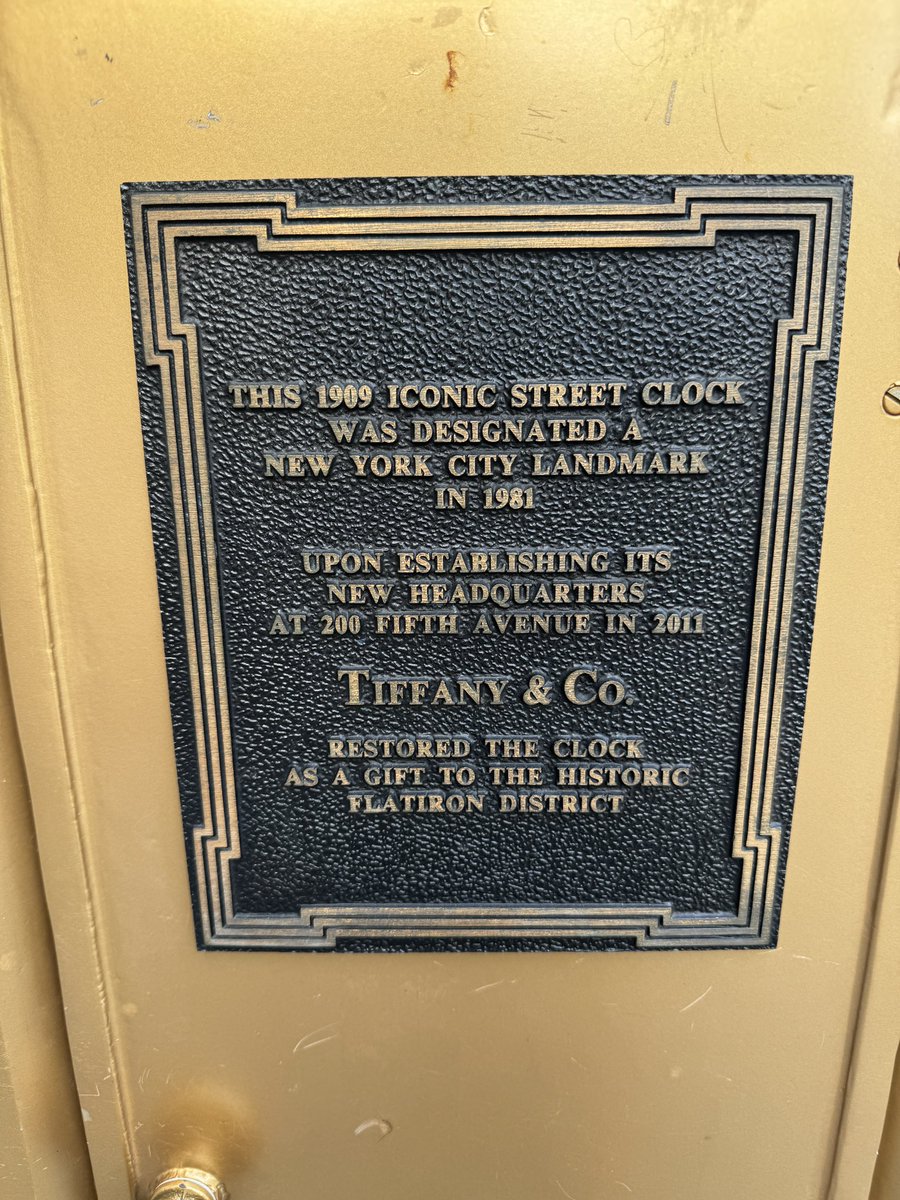 THIS 1909 ICONIC STREET CLOCK
WAS DESIGNATED A
NEW YORK CITY LANDMARK
IN 1981
UPON ESTABLISHING ITS
NEW HEADQUARTERS
AT 200 FIFTH AVENUE IN 2011
TIFFANY & CO.
RESTORED THE CLOCK
AS A GIFT TO THE HISTORIC
FLATIRON DISTRICT